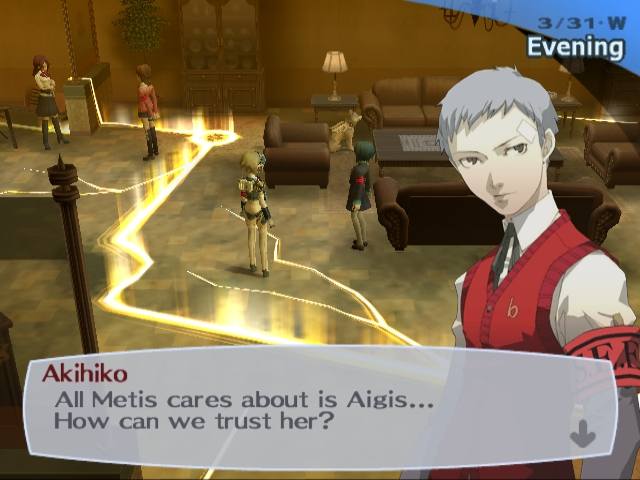 3/31・W
Evening
S.E.E.
b
Akihiko
All Metis cares about is Aigis...
How can we trust her?